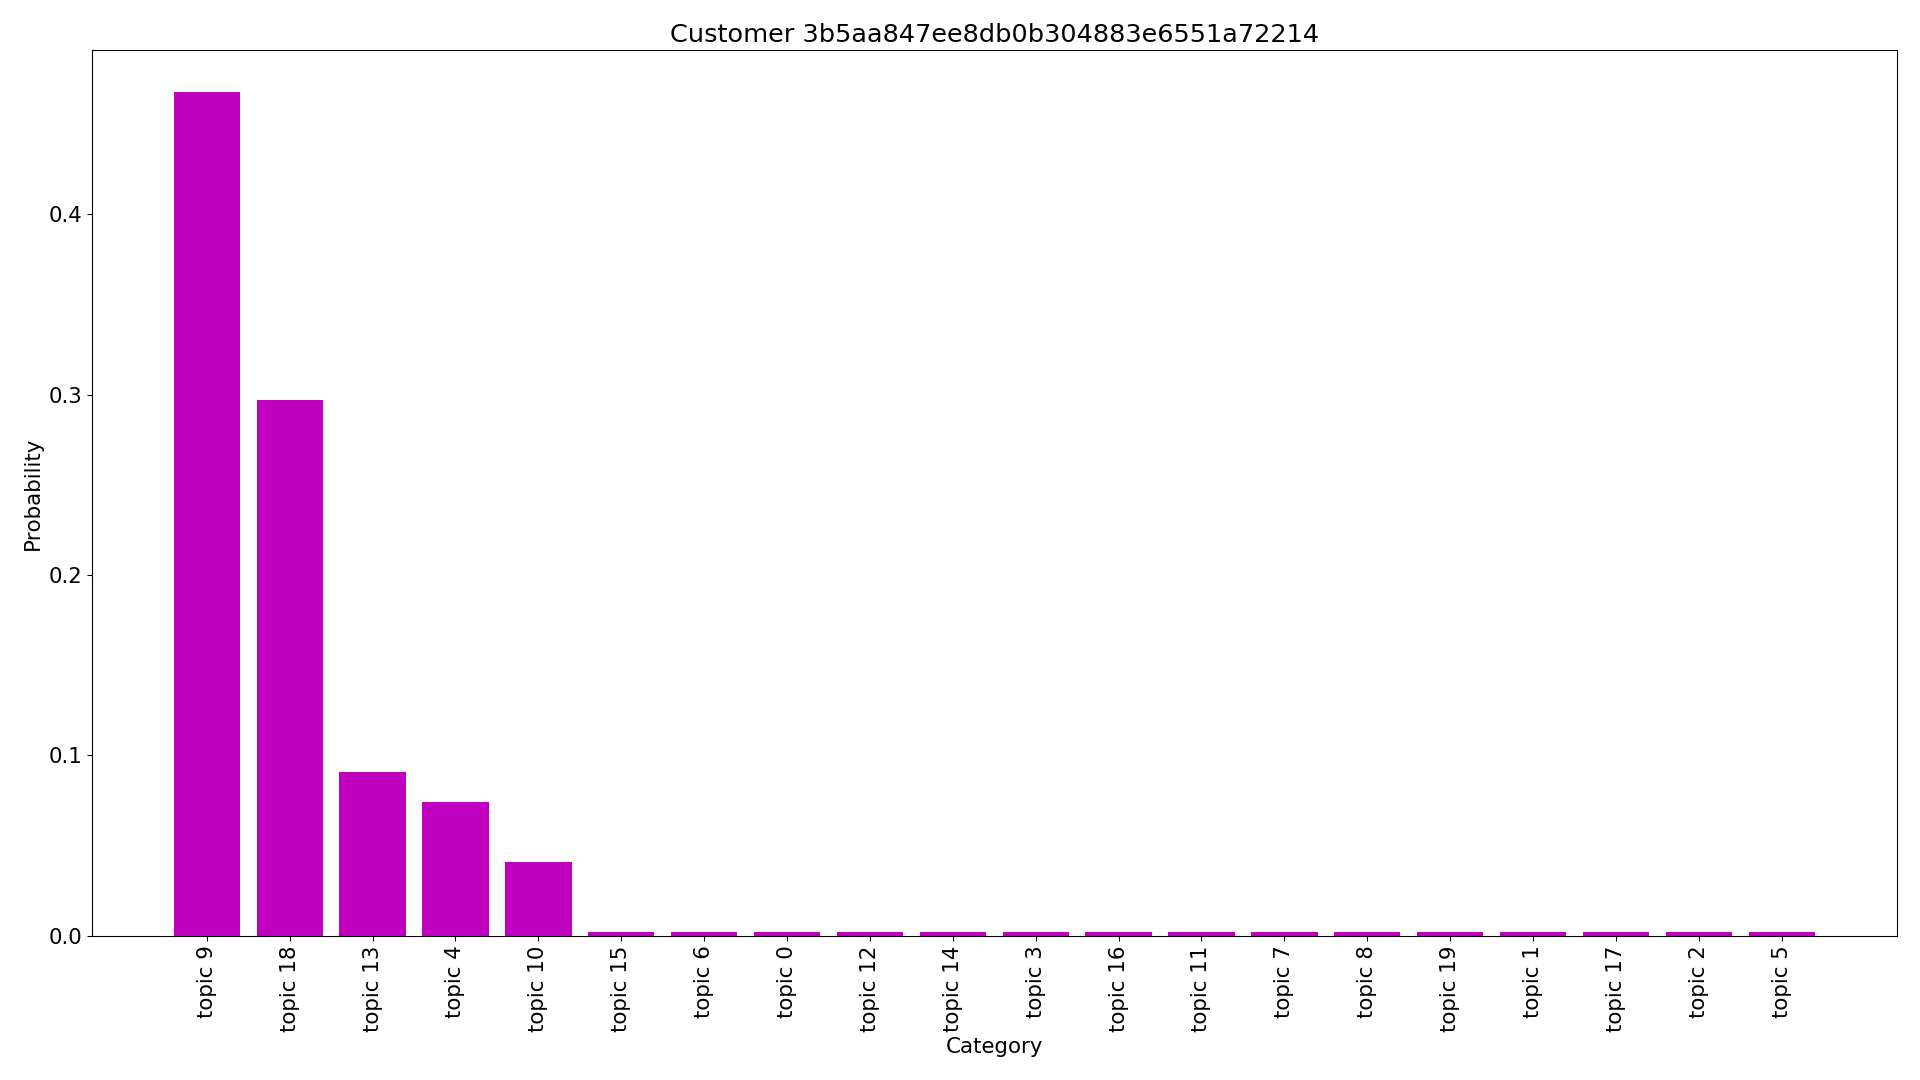 Customer 3b5aa847ee8db0b304883e6551a72214
Probability
0.4
0.3
0.2
0.1
0.0
topic 9
topic 18
topic 13
topic 4
topic 10
topic 15
topic 6
topic 0
topic 12
topic 14
topic 3
topic 16
topic 11
topic 7
topic 8
topic 19
topic 1
topic 17
topic 2
topic 5
Category